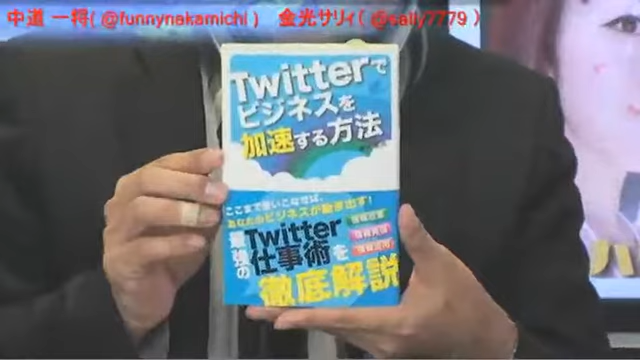 中道 一将( @funnynakamichi )　金光サリィ( @sally7779 )
Twitterで
ビジネスを
加速する方法
ここまで使いこなせば、
あなたのビジネスが動き出す!
最強の
Twitter
仕事術を
徹底解説
ハ